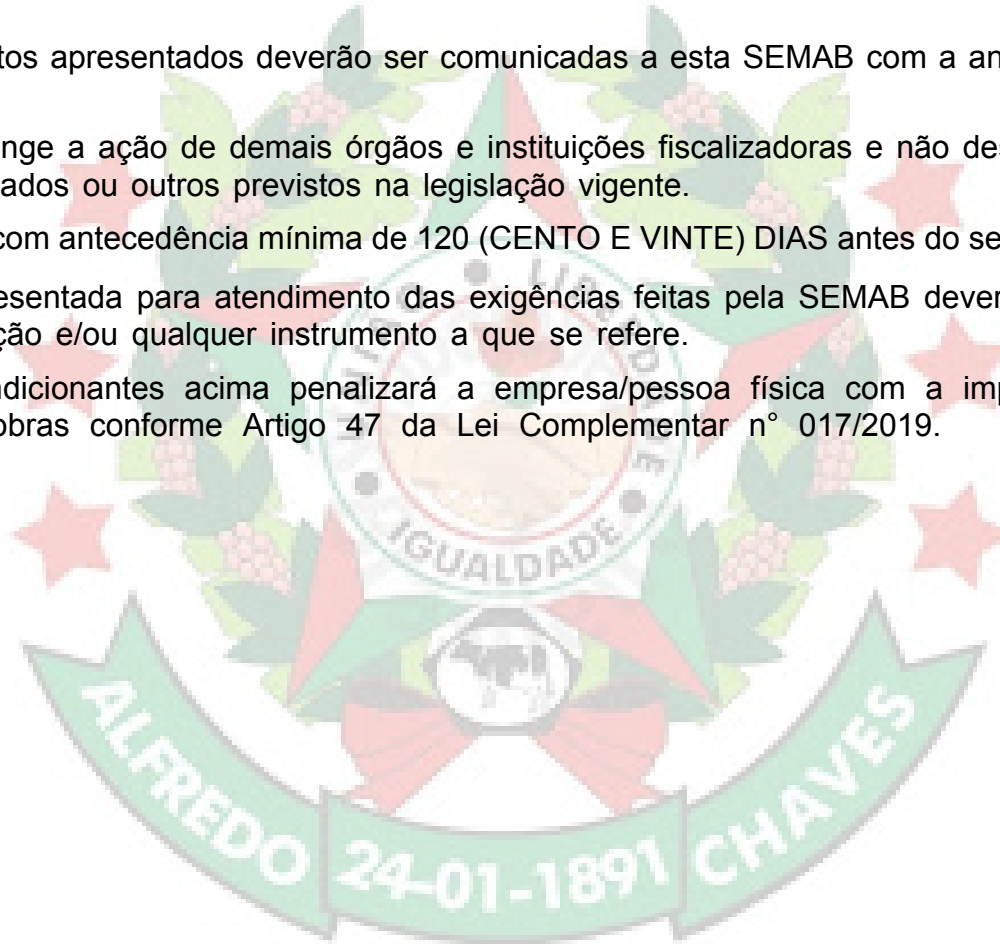 tos apresentados deverão ser comunicadas a esta SEMAB com a an
nge a ação de demais órgãos e instituições fiscalizadoras e não des
ados ou outros previstos na legislação vigente.
com antecedência mínima de 120 (CENTO E VINTE) DIAS antes do se
esentada para atendimento das exigências feitas pela SEMAB dever
ção e/ou qualquer instrumento a que se refere.
ndicionantes acima penalizará a empresa/pessoa física com a imp
obras conforme Artigo 47 da Lei Complementar n° 017/2019.
LIBERDADE
IGUALDADE
ALFREDO 24-01-1891 CHAVES